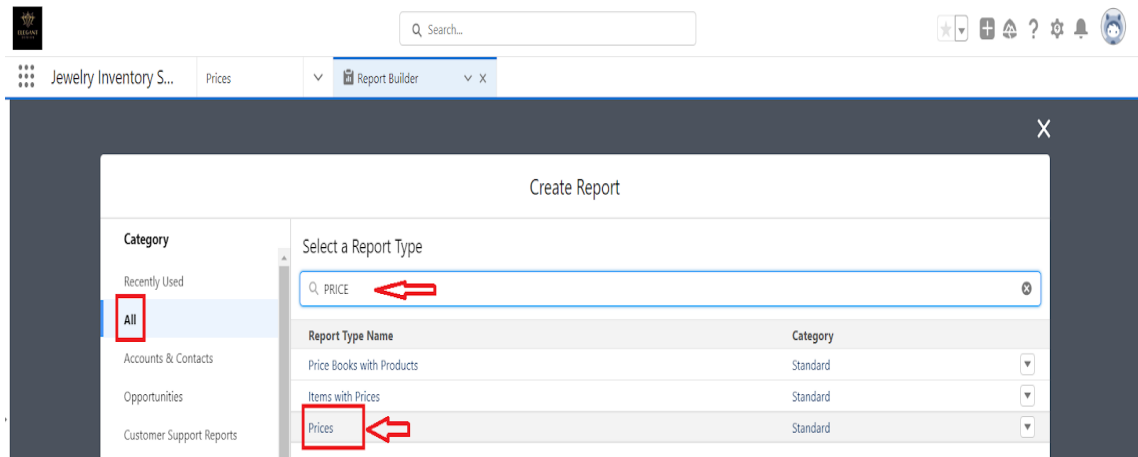 ELEGANT
Search...
Jewelry Inventory S...
Prices
Report Builder
Create Report
Category
Recently Used
All
Accounts & Contacts
Opportunities
Customer Support Reports
Select a Report Type
PRICE
Report Type Name Category
Price Books with Products Standard
Items with Prices Standard
Prices Standard